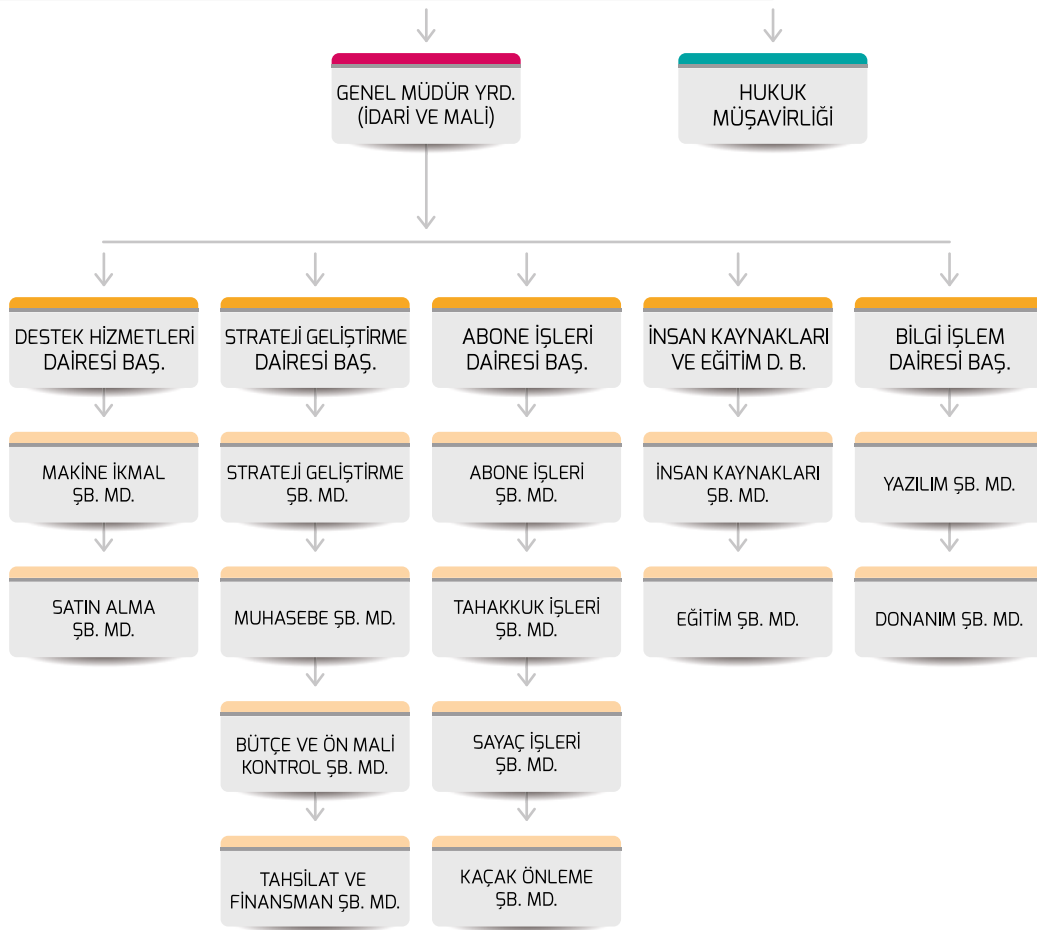 GENEL MÜDÜR YRD.
(İDARİ VE MALİ)
HUKUK
MÜŞAVİRLİĞİ
DESTEK HİZMETLERİ
DAİRESİ BAŞ.
STRATEJİ GELİŞTİRME
DAİRESİ BAŞ.
ABONE İŞLERİ
DAİRESİ BAŞ.
İNSAN KAYNAKLARI
VE EĞİTİM D. B.
BİLGİ İŞLEM
DAİRESİ BAŞ.
MAKİNE İKMAL
ŞB. MD.
STRATEJİ GELİŞTİRME
ŞB. MD.
ABONE İŞLERİ
ŞB. MD.
İNSAN KAYNAKLARI
ŞB. MD.
YAZILIM ŞB. MD.
SATIN ALMA
ŞB. MD.
MUHASEBE ŞB. MD.
TAHAKKUK İŞLERİ
ŞB. MD.
EĞİTİM ŞB. MD.
DONANIM ŞB. MD.
BÜTÇE VE ÖN MALİ
KONTROL ŞB. MD.
SAYAÇ İŞLERİ
ŞB. MD.
TAHSİLAT VE
FİNANSMAN ŞB. MD.
KAÇAK ÖNLEME
ŞB. MD.